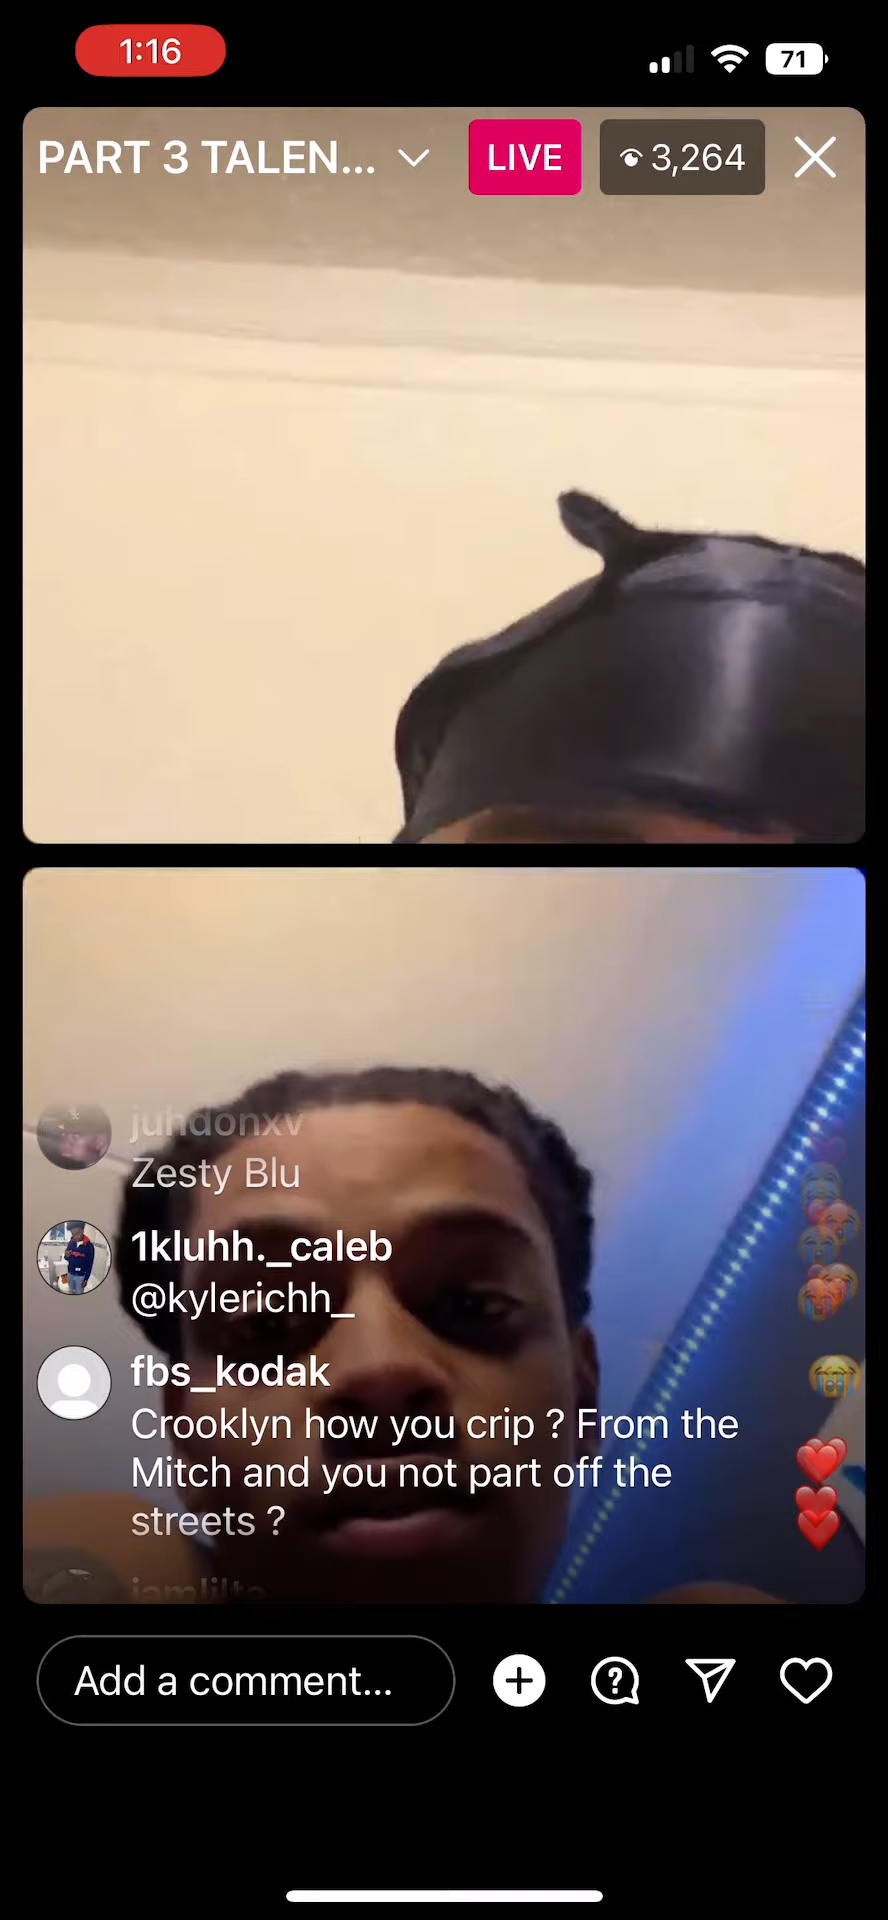 1:16
71
PART 3 TALEN...
LIVE
3,264
juhdonxv
Zesty Blu
1kluhh._caleb
@kylerichh_
fbs_kodak
Crooklyn how you crip ? From the
Mitch and you not part off the
streets ?
Add a comment...